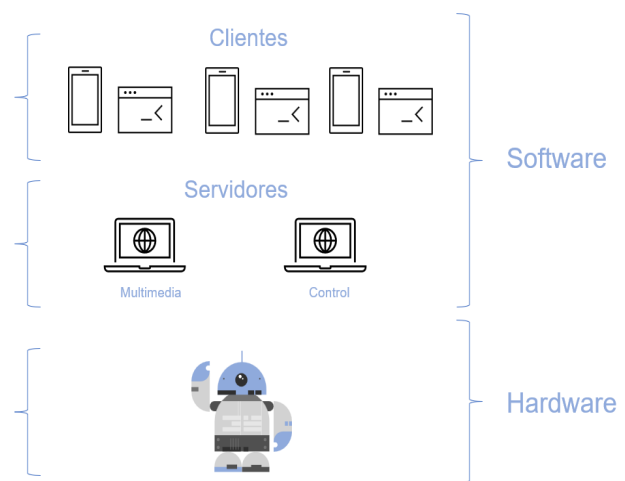 Clientes
Software
Servidores
Multimedia
Control
Hardware